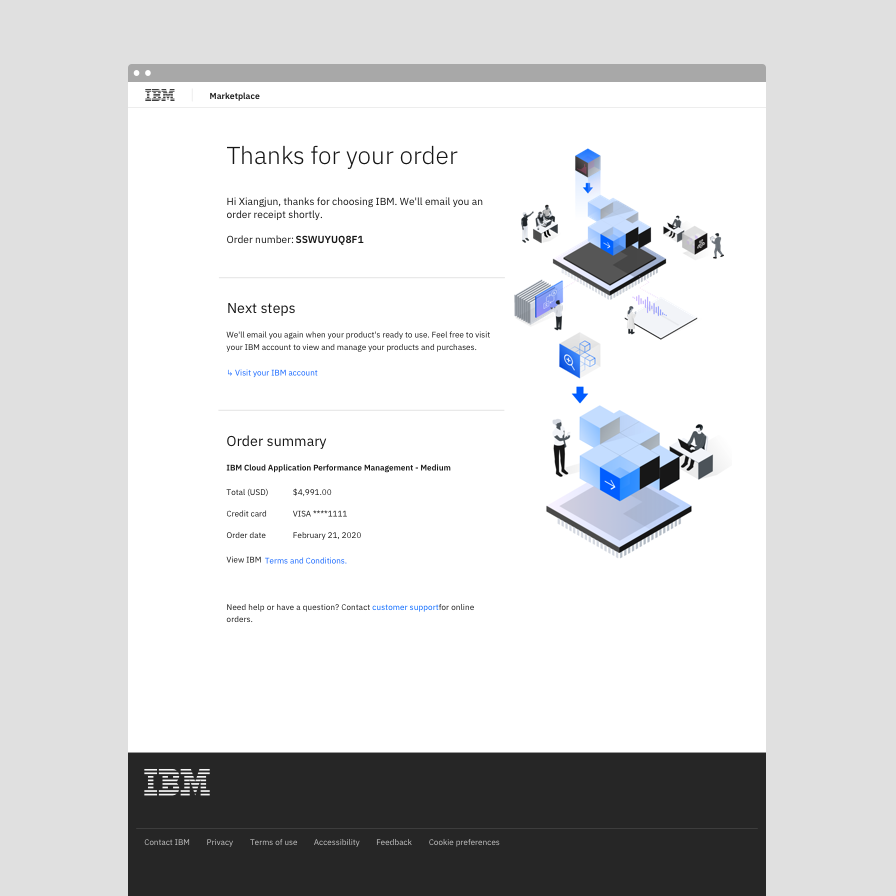 IBM
Marketplace
Thanks for your order
Hi Xiangjun, thanks for choosing IBM. We'll email you an
order receipt shortly.
Order number: SSWUYUQ8F1
Next steps
We'll email you again when your product's ready to use. Feel free to visit
your IBM account to view and manage your products and purchases.
↳ Visit your IBM account
Order summary
IBM Cloud Application Performance Management - Medium
Total (USD) $4,991.00
Credit card VISA ****1111
Order date February 21, 2020
View IBM Terms and Conditions.
Need help or have a question? Contact customer supportfor online
orders.
IBM
Contact IBM Privacy Terms of use Accessibility Feedback Cookie preferences